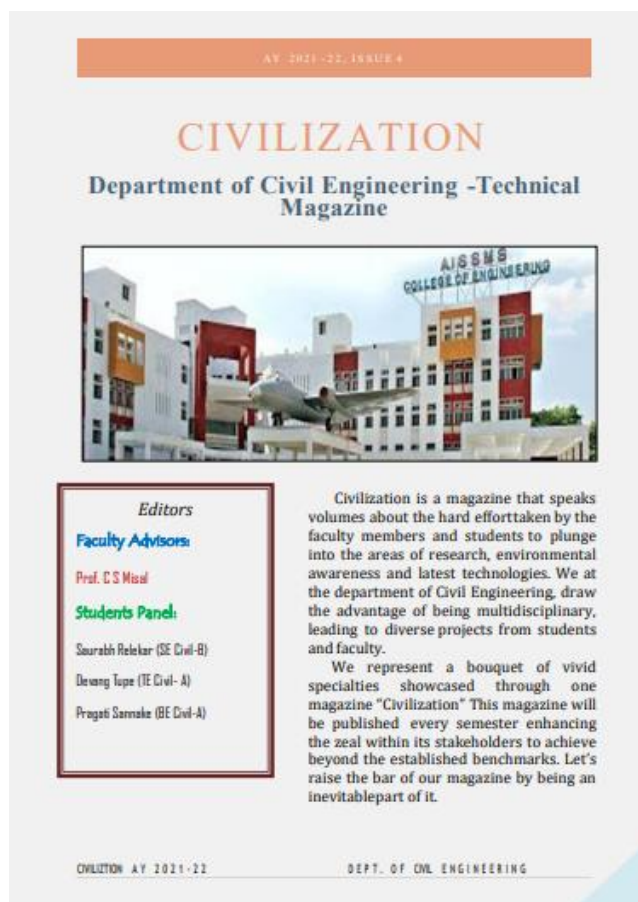 AY 2021-22, ISSUE 4
CIVILIZATION
Department of Civil Engineering -Technical
Magazine
AISSMS
COLLEGE OF ENGINEERING
Editors
Faculty Advisors:
Prof. C S Misal
Students Panel:
Saurabh Relekar (SE Civil-B)
Devang Tupe (TE Civil- A)
Pragati Sannake (BE Civil-A)
Civilization is a magazine that speaks
volumes about the hard efforttaken by the
faculty members and students to plunge
into the areas of research, environmental
awareness and latest technologies. We at
the department of Civil Engineering, draw
the advantage of being multidisciplinary,
leading to diverse projects from students
and faculty.
We represent a bouquet of vivid
specialties showcased through one
magazine "Civilization" This magazine will
be published every semester enhancing
the zeal within its stakeholders to achieve
beyond the established benchmarks. Let's
raise the bar of our magazine by being an
inevitablepart of it.
CIVILIZTION AY 2021-22
DEPT. OF CIVIL ENGINEERING